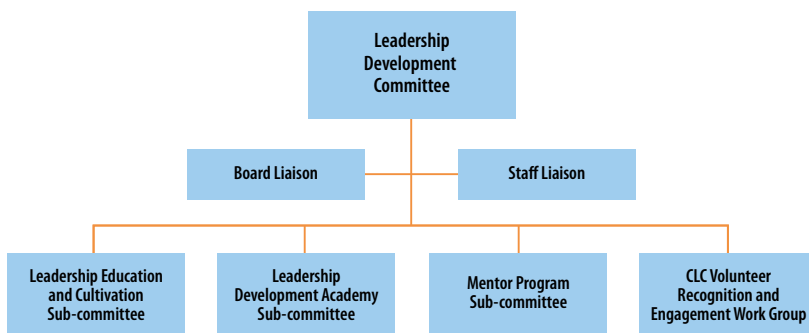 Leadership
Development
Committee
Board Liaison
Staff Liaison
Leadership Education
and Cultivation
Sub-committee
Leadership
Development Academy
Sub-committee
Mentor Program
Sub-committee
CLC Volunteer
Recognition and
Engagement Work Group